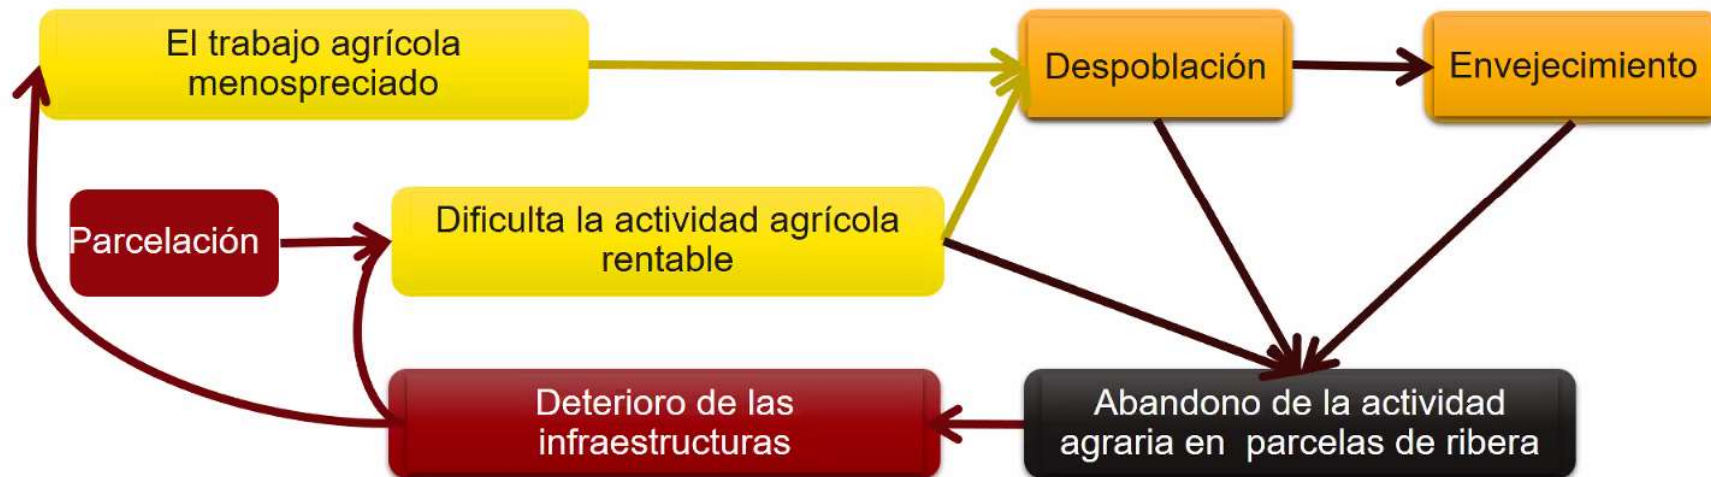 El trabajo agrícola
menospreciado
Despoblación
Envejecimiento
Parcelación
Dificulta la actividad agrícola
rentable
Deterioro de las
infraestructuras
Abandono de la actividad
agraria en  parcelas de ribera